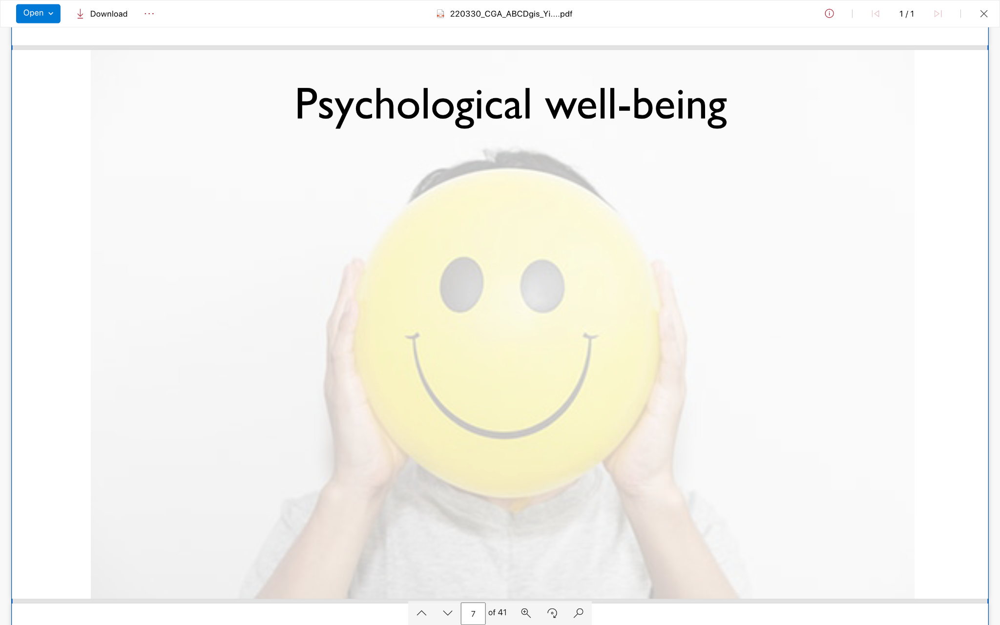 Open Download ... 220330_CGA_ABCDgis_Yi....pdf 1 / 1
Psychological well-being
7 of 41